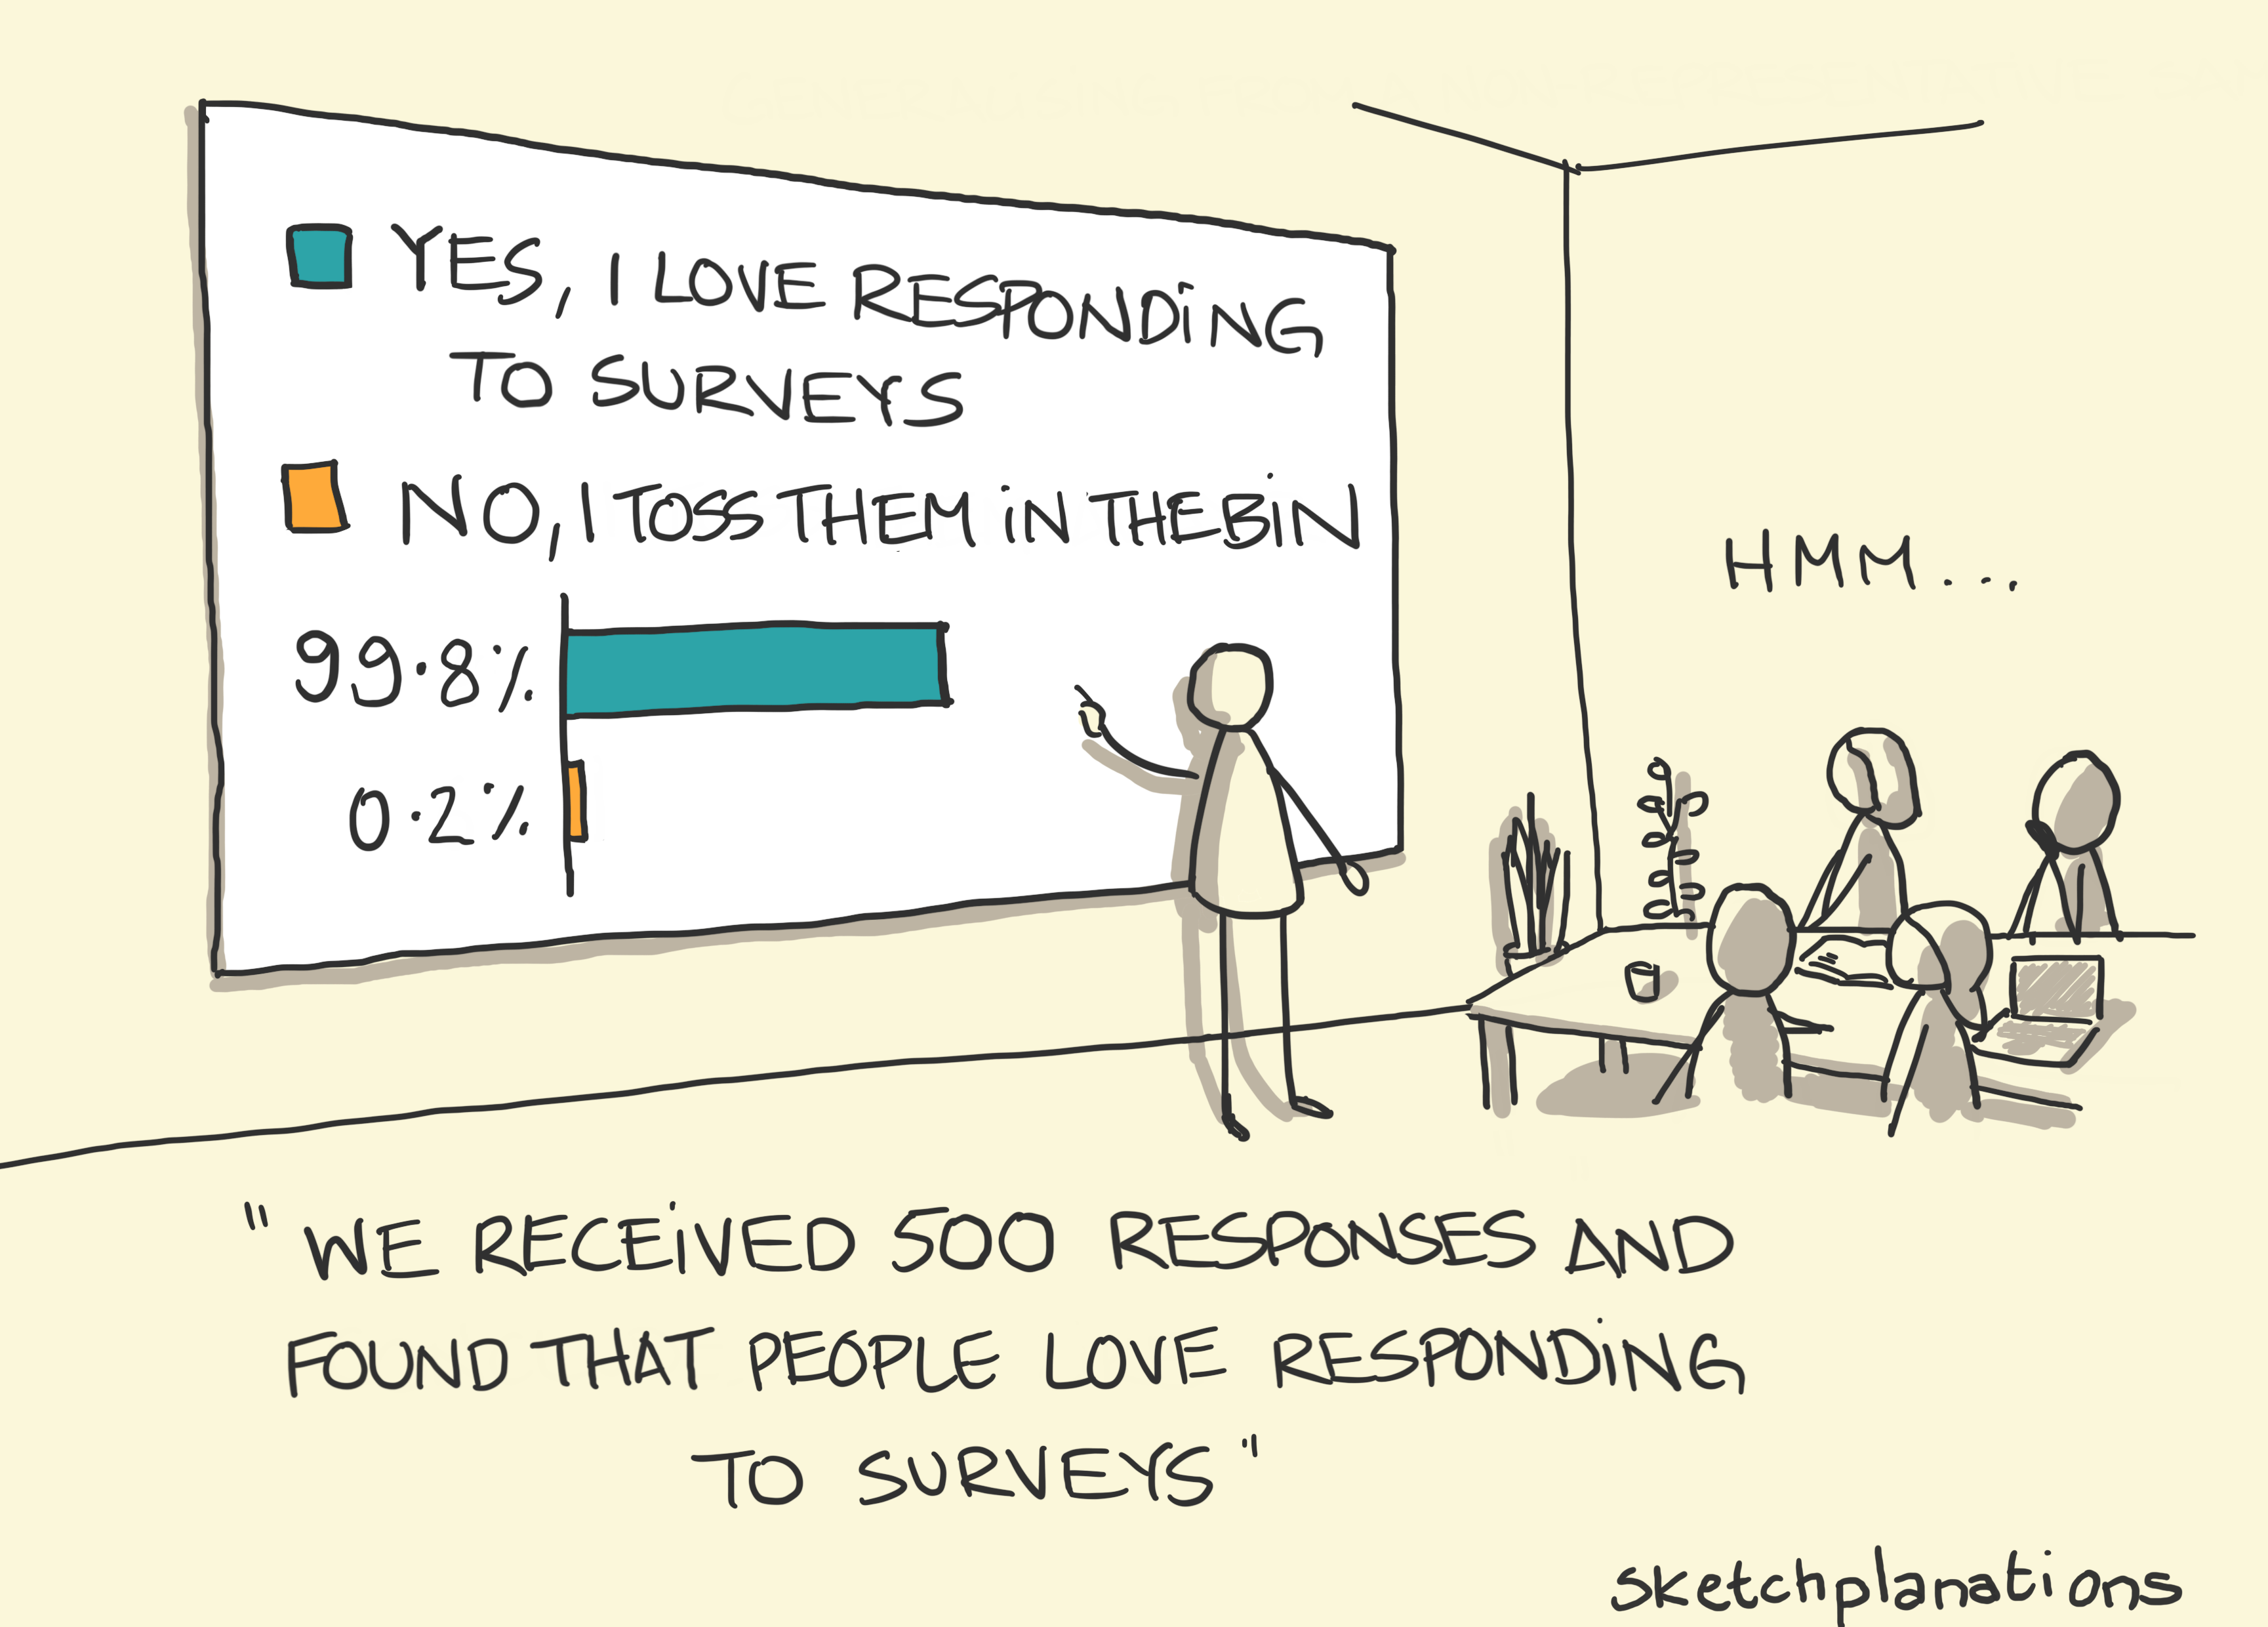 YES, I LOVE RESPONDING
TO SURVEYS
NO, I TOSS THEM IN THE BIN
99.8%
0.2%
HMM...
"WE RECEIVED 500 RESPONSES AND
FOUND THAT PEOPLE LOVE RESPONDING
TO SURVEYS"
sketchplanations